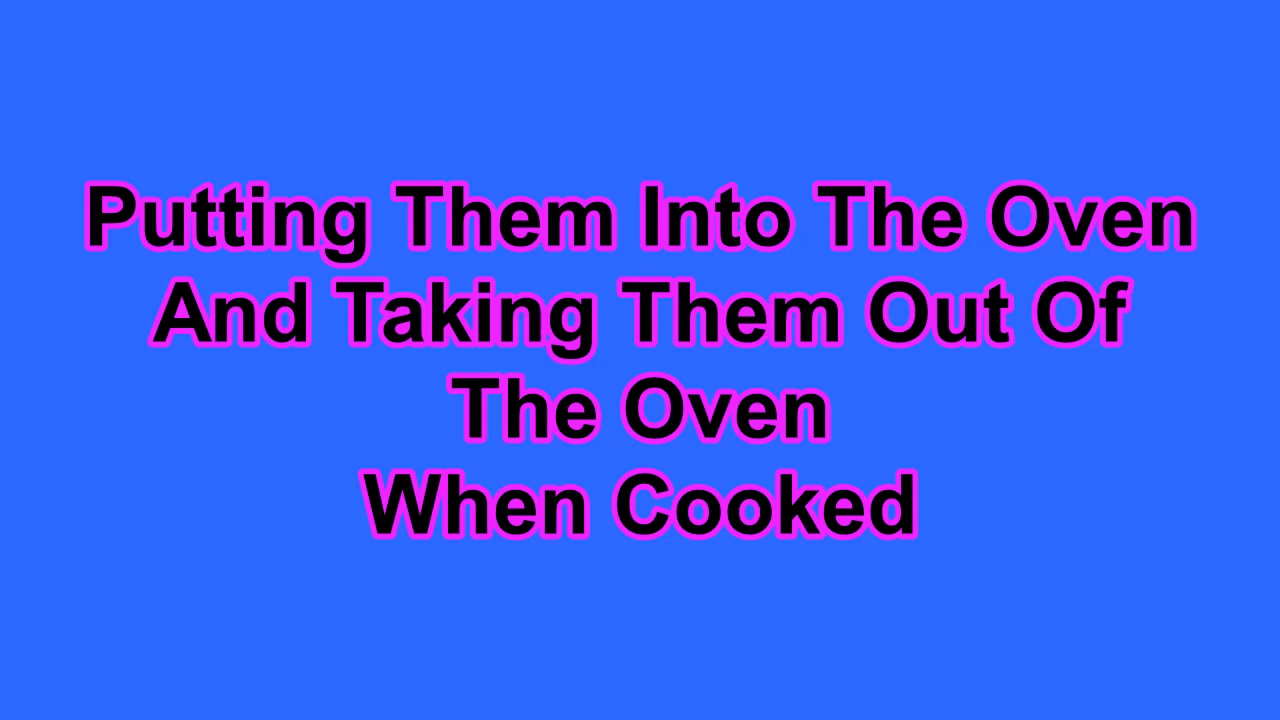 Putting Them Into The Oven
And Taking Them Out Of
The Oven
When Cooked